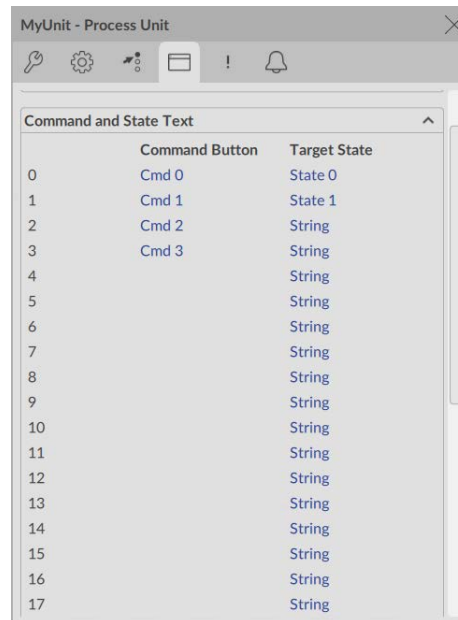 MyUnit - Process Unit
!
Command and State Text
Command Button Target State
0 Cmd 0 State 0
1 Cmd 1 State 1
2 Cmd 2 String
3 Cmd 3 String
4 String
5 String
6 String
7 String
8 String
9 String
10 String
11 String
12 String
13 String
14 String
15 String
16 String
17 String